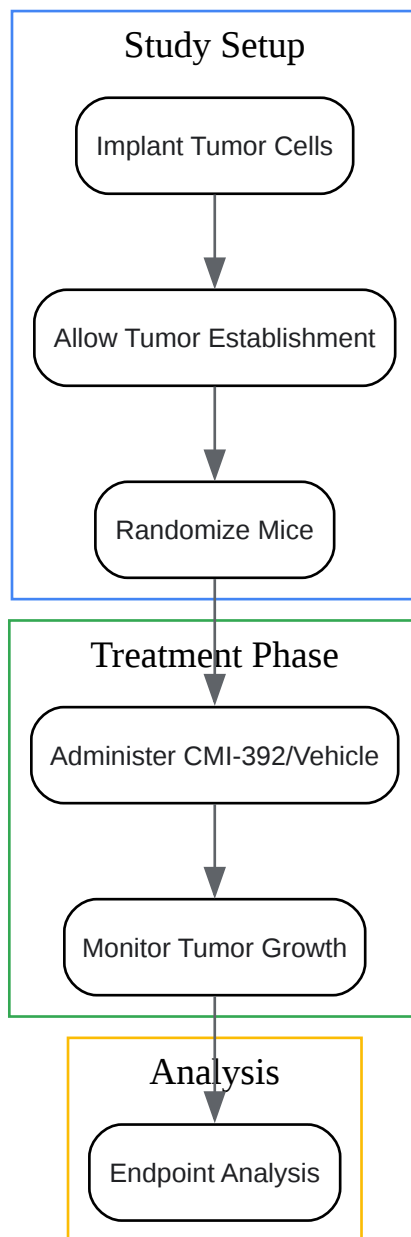 Study Setup
Implant Tumor Cells
Allow Tumor Establishment
Randomize Mice
Treatment Phase
Administer CMI-392/Vehicle
Monitor Tumor Growth
Analysis
Endpoint Analysis